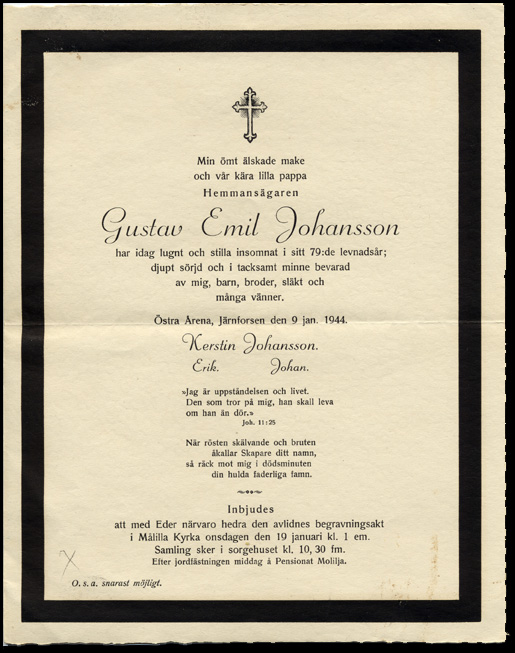 Min ömt älskade make
och vår kära lilla pappa
Hemmansägaren
Gustav Emil Johansson
har idag lugnt och stilla insomnat i sitt 79:de levnadsår;
djupt sörjd och i tacksamt minne bevarad
av mig, barn, broder, släkt och
många vänner.
Östra Årena, Järnforsen den 9 jan. 1944.
Kerstin Johansson.
Erik. Johan.
»Jag är uppståndelsen och livet.
Den som tror på mig, han skall leva
om han än dör.»
Joh. 11:25
När rösten skälvande och bruten
åkallar Skapare ditt namn,
så räck mot mig i dödsminuten
din hulda faderliga famn.
Inbjudes
att med Eder närvaro hedra den avlidnes begravningsakt
i Målilla Kyrka onsdagen den 19 januari kl. 1 em.
Samling sker i sorgehuset kl. 10,30 fm.
Efter jordfästningen middag å Pensionat Molilja.
O. s. a. snarast möjligt.